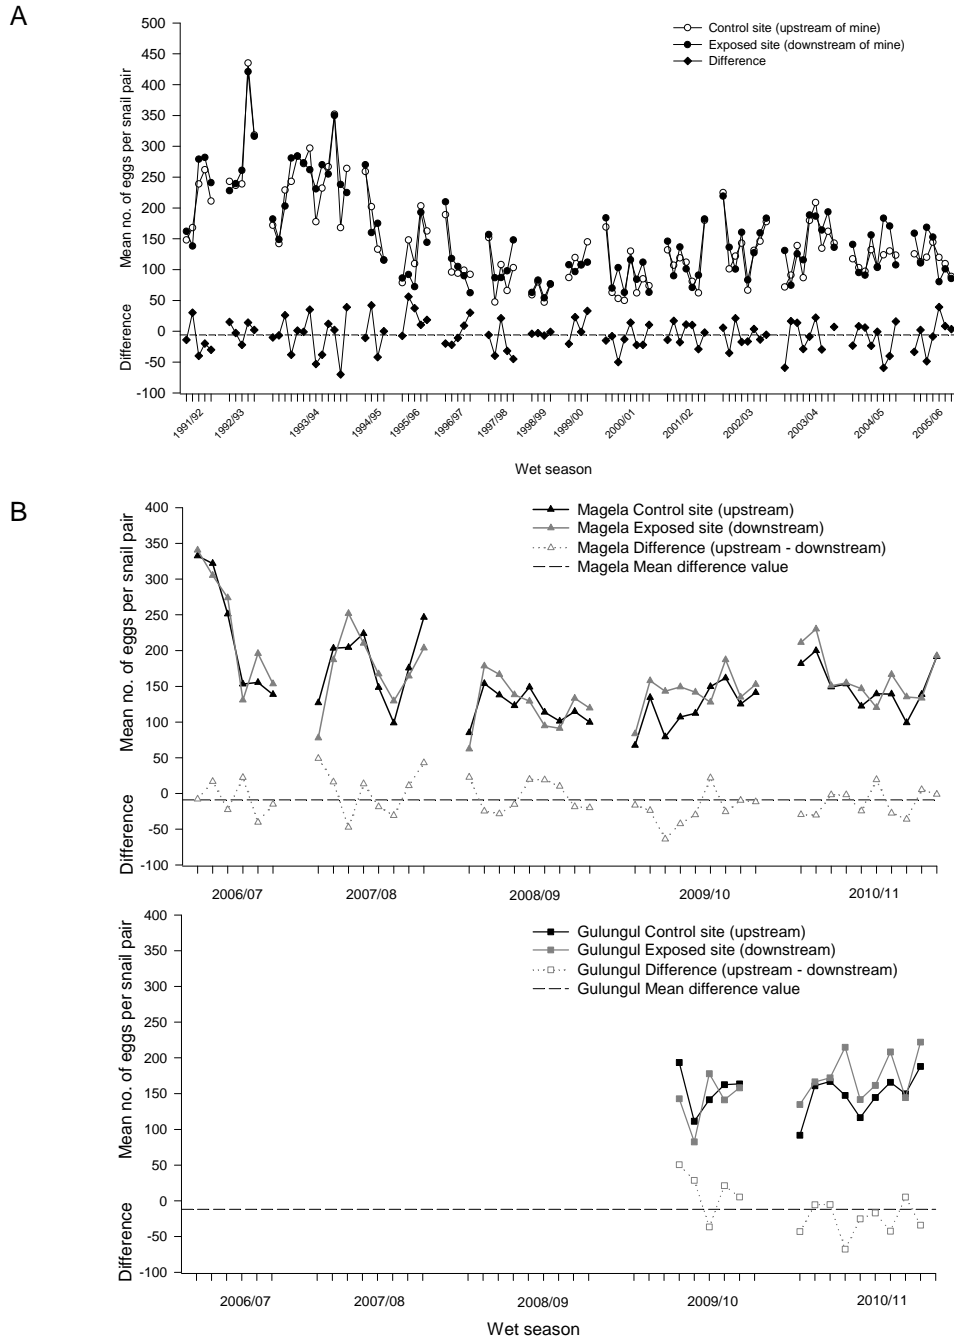 A
500
450
400
350
300
250
200
150
100
50
0
-50
-100
Mean no. of eggs per snail pair
Difference
Control site (upstream of mine)
Exposed site (downstream of mine)
Difference
1991/92
1992/93
1993/94
1994/95
1995/96
1996/97
1997/98
1998/99
1999/00
2000/01
2001/02
2002/03
2003/04
2004/05
2005/06
Wet season
B
400
350
300
250
200
150
100
50
0
-50
-100
Mean no. of eggs per snail pair
Difference
Magela Control site (upstream)
Magela Exposed site (downstream)
Magela Difference (upstream - downstream)
Magela Mean difference value
2006/07
2007/08
2008/09
2009/10
2010/11
400
350
300
250
200
150
100
50
0
-50
-100
Mean no. of eggs per snail pair
Difference
Gulungul Control site (upstream)
Gulungul Exposed site (downstream)
Gulungul Difference (upstream - downstream)
Gulungul Mean difference value
2006/07
2007/08
2008/09
2009/10
2010/11
Wet season